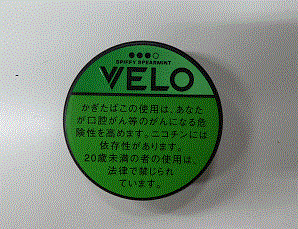 SPIFFY SPEARMINT
VELO
かぎたばこの使用は、あなた
が口腔がん等のがんになる危
険性を高めます。ニコチンには
依存性があります。
20歳未満の者の使用は、
法律で禁じられ
ています。